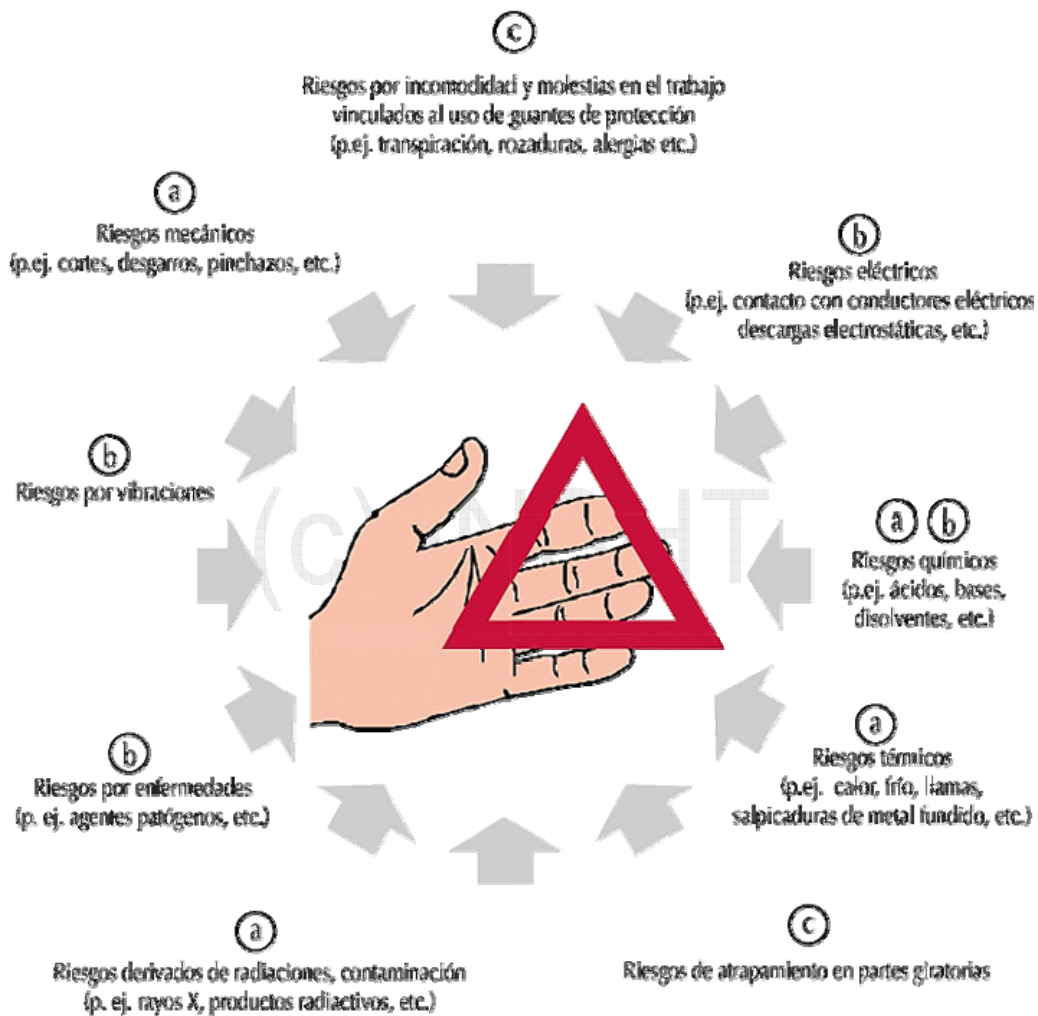 c
Riesgos por incomodidad y molestias en el trabajo
vinculados al uso de guantes de protección
(p.ej. transpiración, rozaduras, alergias etc.)
a
Riesgos mecánicos
(p.ej. cortes, desgarros, pinchazos, etc.)
b
Riesgos eléctricos
(p.ej. contacto con conductores eléctricos
descargas electrostáticas, etc.)
b
Riesgos por vibraciones
(c) INSHT
a b
Riesgos químicos
(p.ej. ácidos, bases,
disolventes, etc.)
a
Riesgos térmicos
(p.ej. calor, frío, llamas,
salpicaduras de metal fundido, etc.)
b
Riesgos por enfermedades
(p. ej. agentes patógenos, etc.)
a
Riesgos derivados de radiaciones, contaminación
(p. ej. rayos X, productos radiactivos, etc.)
c
Riesgos de atrapamiento en partes giratorias